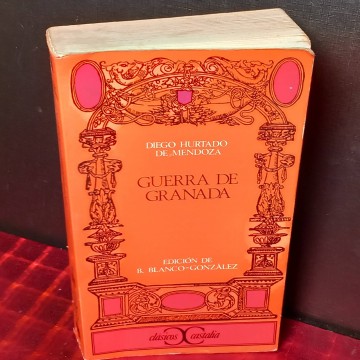 DIEGO HURTADO
DE MENDOZA
GUERRA DE
GRANADA
EDICIÓN DE
B. BLANCO-GONZÁLEZ
clásicos castalia